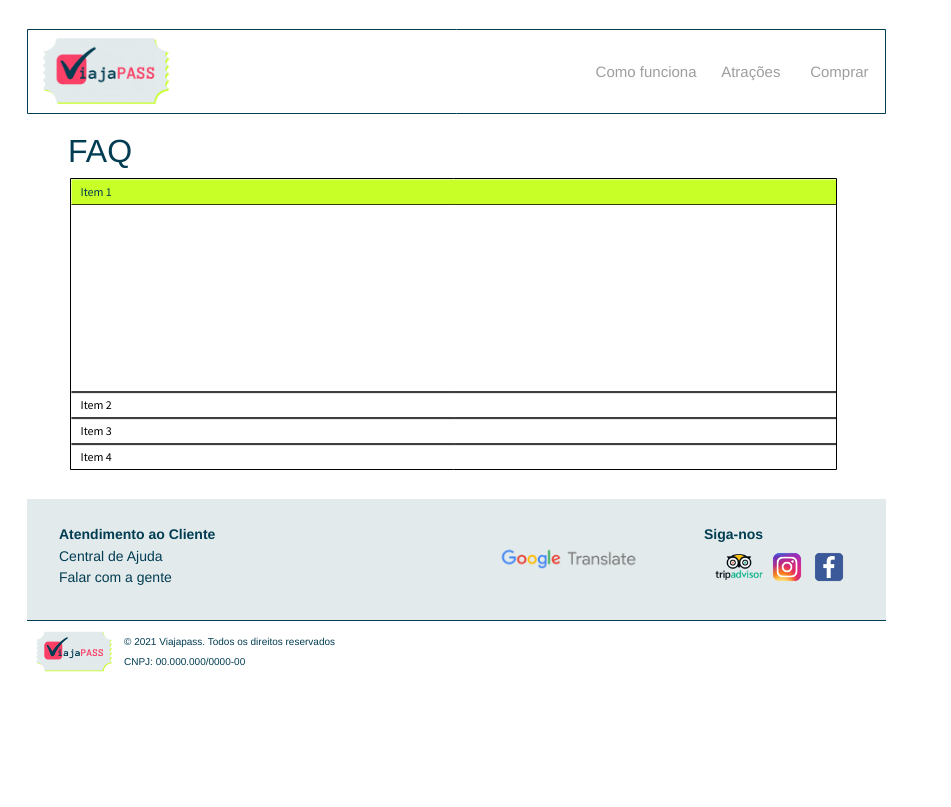 ViajaPASS
Como funciona Atrações Comprar
FAQ
Item 1
Item 2
Item 3
Item 4
Atendimento ao Cliente
Central de Ajuda
Falar com a gente
Google Translate
Siga-nos
tripadvisor
ViajaPASS
© 2021 Viajapass. Todos os direitos reservados
CNPJ: 00.000.000/0000-00